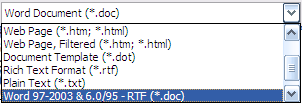 Word Document (*.doc)
Web Page (*.htm; *.html)
Web Page, Filtered (*.htm; *.html)
Document Template (*.dot)
Rich Text Format (*.rtf)
Plain Text (*.txt)
Word 97-2003 & 6.0/95 - RTF (*.doc)